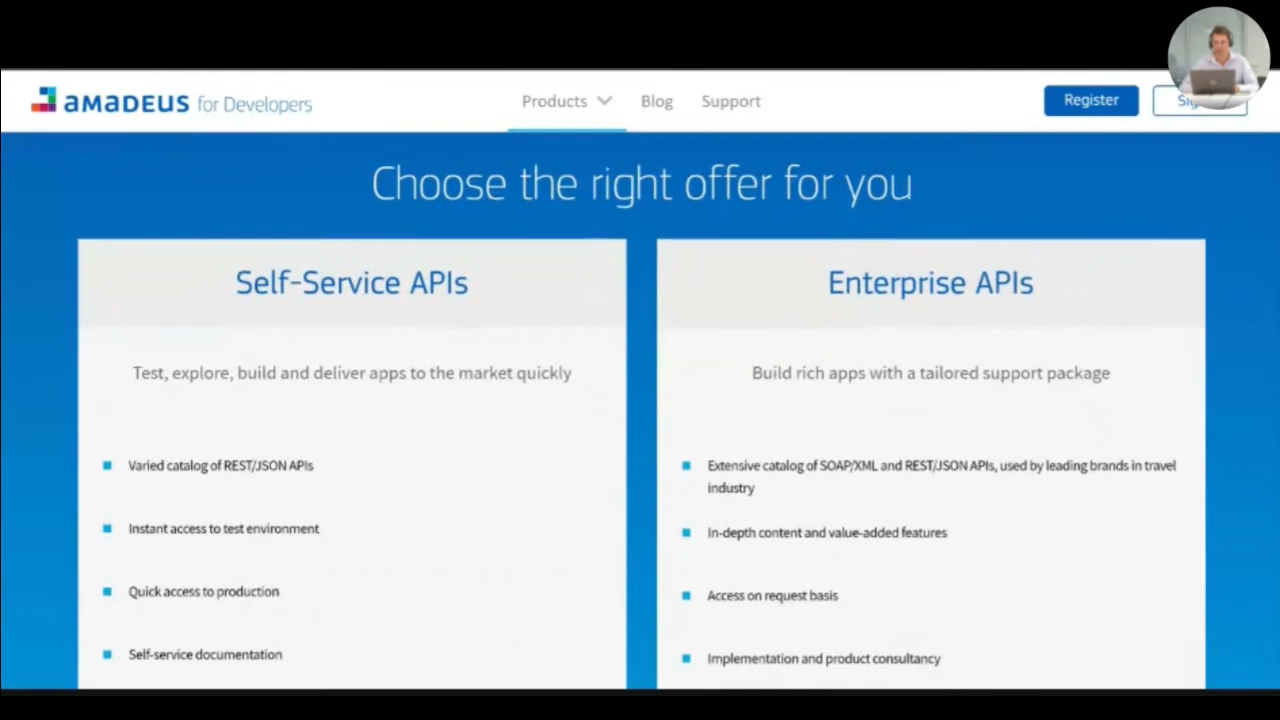 amadeus for Developers
Products
Blog
Support
Register
Choose the right offer for you
Self-Service APIs
Test, explore, build and deliver apps to the market quickly
Varied catalog of REST/JSON APIs
Instant access to test environment
Quick access to production
Self-service documentation
Enterprise APIs
Build rich apps with a tailored support package
Extensive catalog of SOAP/XML and REST/JSON APIs, used by leading brands in travel
industry
In-depth content and value-added features
Access on request basis
Implementation and product consultancy